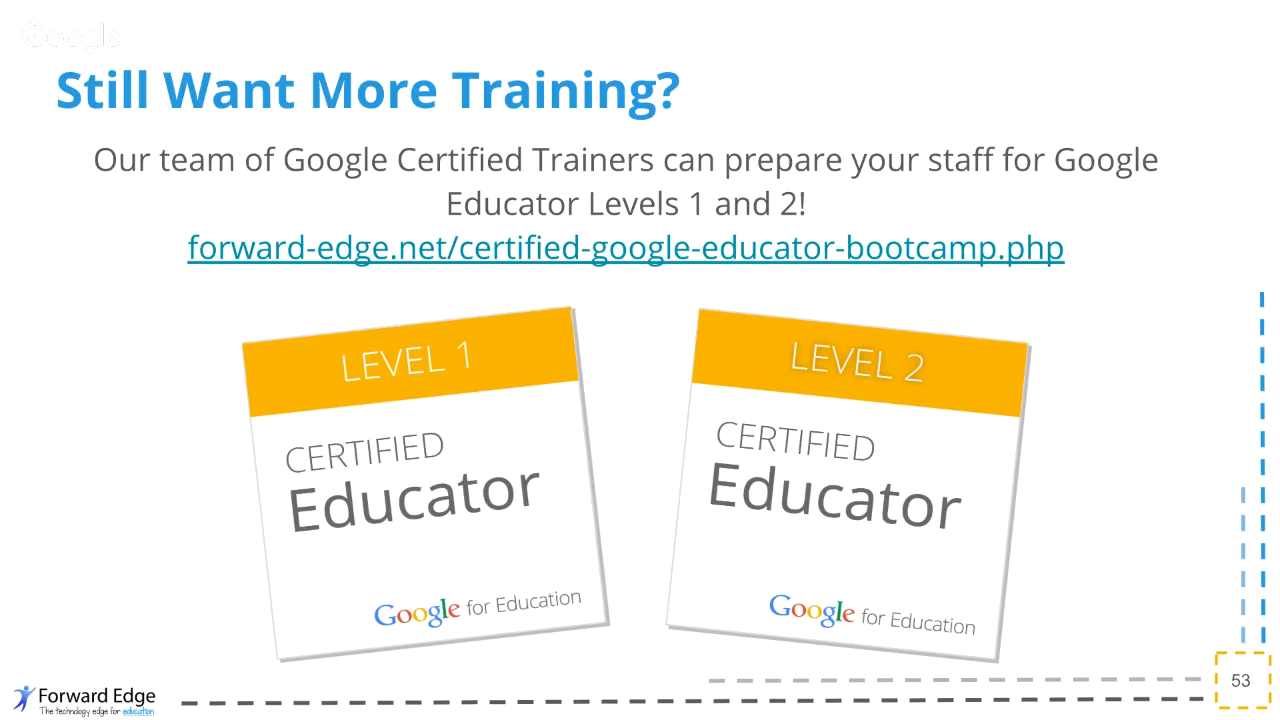 Google
Still Want More Training?
Our team of Google Certified Trainers can prepare your staff for Google
Educator Levels 1 and 2!
forward-edge.net/certified-google-educator-bootcamp.php
LEVEL 1
CERTIFIED
Educator
Google for Education
LEVEL 2
CERTIFIED
Educator
Google for Education
Forward Edge
The technology edge for education
53